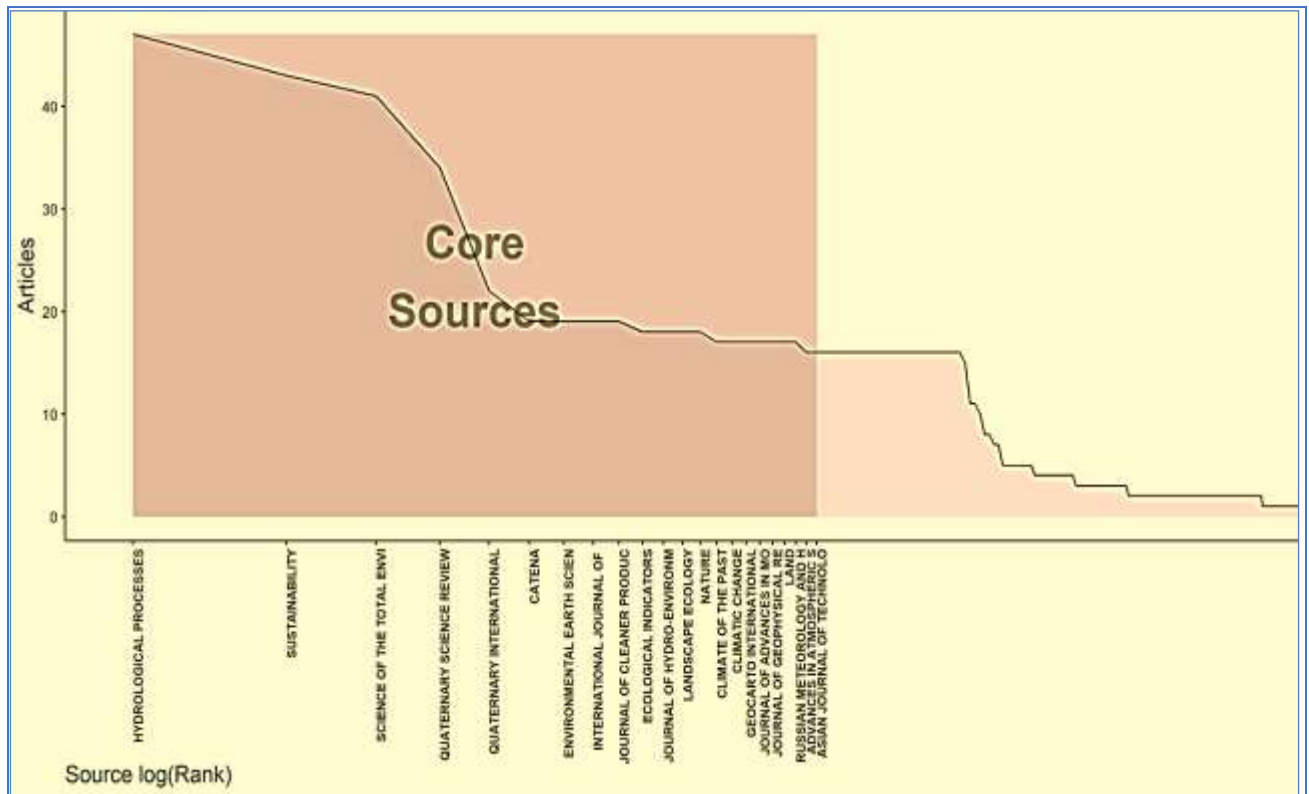 40
30
20
10
0
Articles
Core
Sources
HYDROLOGICAL PROCESSES
SUSTAINABILITY
SCIENCE OF THE TOTAL ENVI
QUATERNARY SCIENCE REVIEW
QUATERNARY INTERNATIONAL
CATENA
ENVIRONMENTAL EARTH SCIEN
INTERNATIONAL JOURNAL OF
JOURNAL OF CLEANER PRODUC
ECOLOGICAL INDICATORS
JOURNAL OF HYDRO-ENVIRONM
LANDSCAPE ECOLOGY
NATURE
CLIMATE OF THE PAST
CLIMATIC CHANGE
GEOCARTO INTERNATIONAL
JOURNAL OF ADVANCES IN MO
JOURNAL OF GEOPHYSICAL RE
LAND
RUSSIAN METEOROLOGY AND H
ADVANCES IN ATMOSPHERIC S
ASIAN JOURNAL OF TECHNOLO
Source log(Rank)